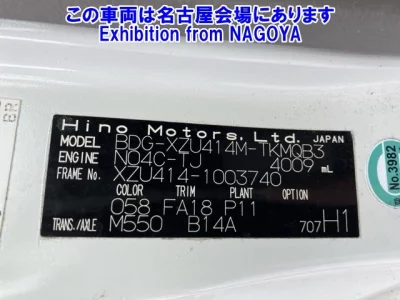 この車両は名古屋会場にあります
Exhibition from NAGOYA
Hino Motors, Ltd. JAPAN
MODEL BDG-XZU414M-TKMQB3
ENGINE N04C-TJ 4009 mL
FRAME No. XZU414-1003740
COLOR TRIM PLANT OPTION
058 FA18 P11
TRANS./AXLE M550 B14A 707H1
No.3982